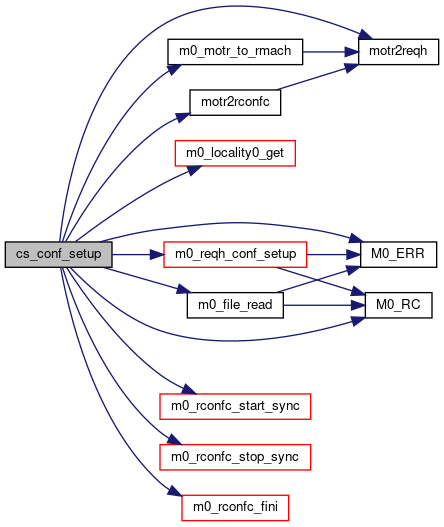 m0_motr_to_rmach
motr2reqh
motr2rconfc
m0_locality0_get
cs_conf_setup
m0_reqh_conf_setup
M0_ERR
m0_file_read
M0_RC
m0_rconfc_start_sync
m0_rconfc_stop_sync
m0_rconfc_fini